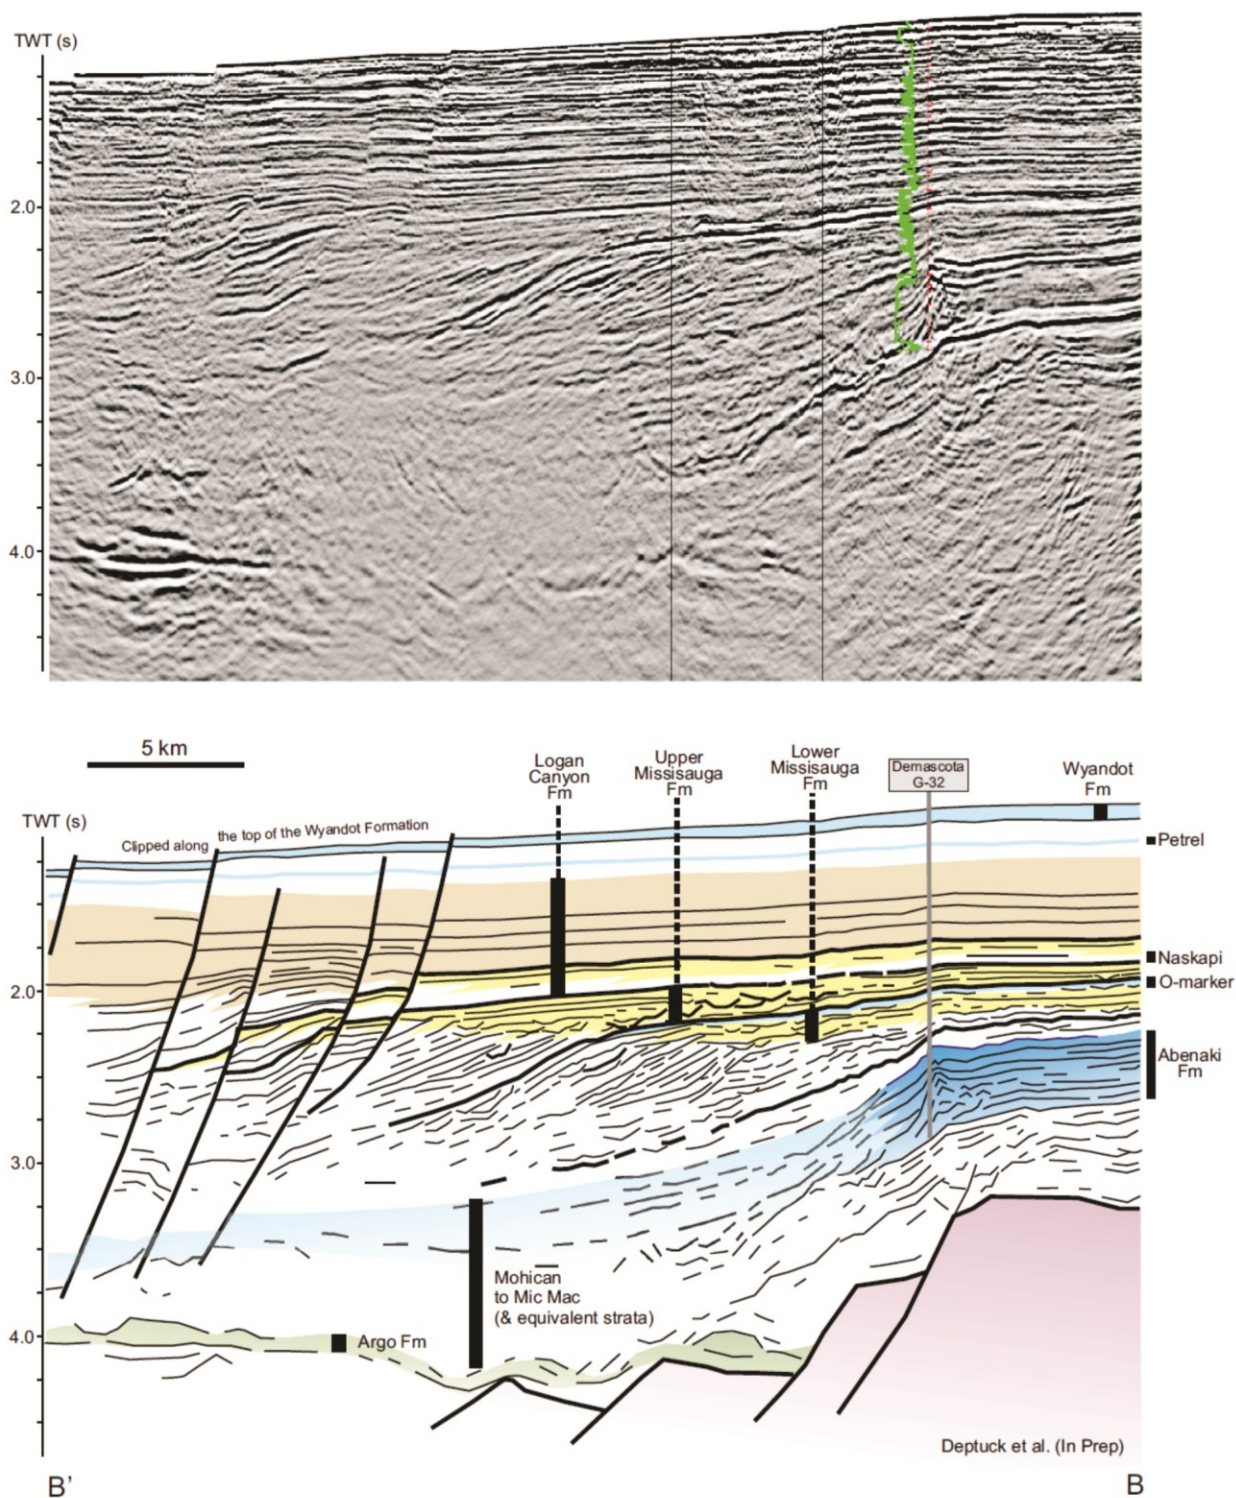 TWT (s)
2.0
3.0
4.0
5 km
Logan
Canyon
Fm
Upper
Missisauga
Fm
Lower
Missisauga
Fm
Demascota
G-32
Wyandot
Fm
TWT (s)
Clipped along
the top of the Wyandot Formation
Petrel
Naskapi
2.0
O-marker
Abenaki
Fm
3.0
Mohican
to Mic Mac
(& equivalent strata)
4.0
Argo Fm
Deptuck et al. (In Prep)
B’
B